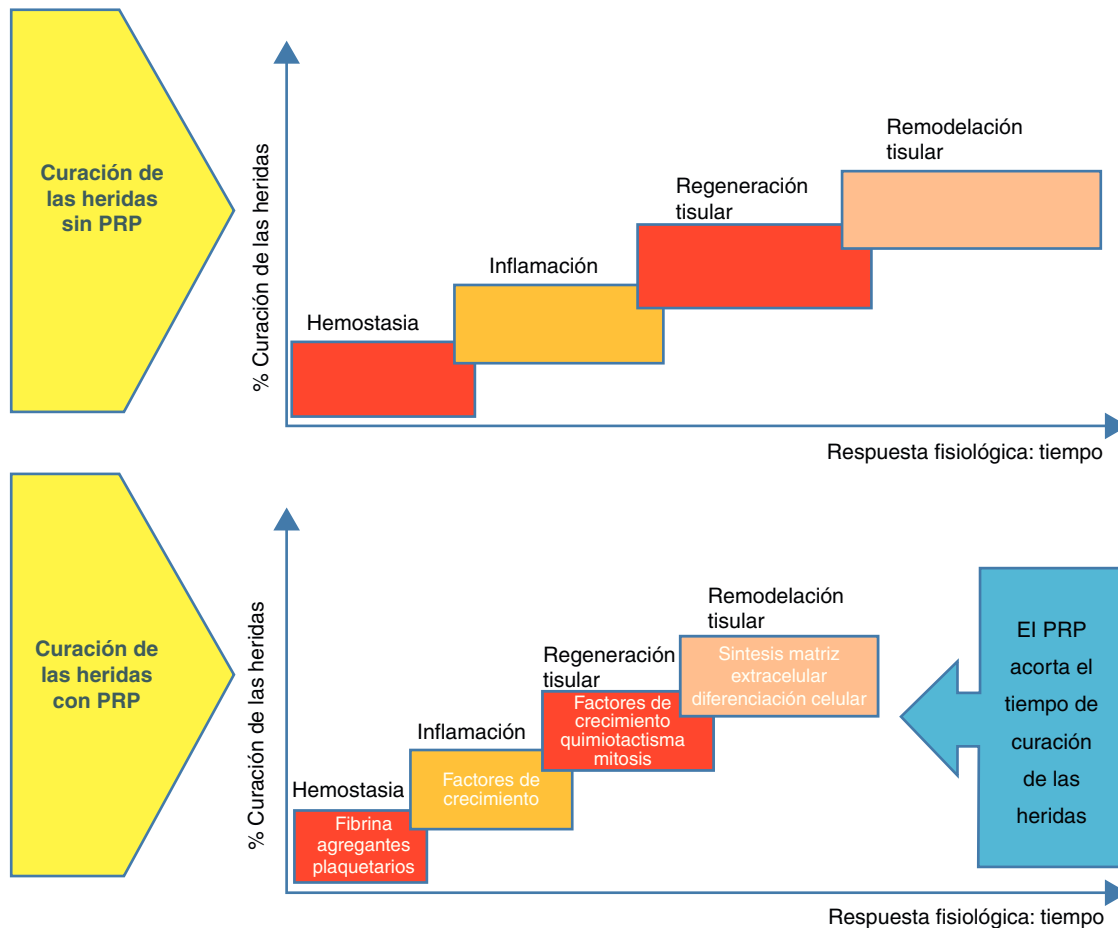 Curación de
las heridas
sin PRP
% Curación de las heridas
Hemostasia
Inflamación
Regeneración
tisular
Remodelación
tisular
Respuesta fisiológica: tiempo
Curación de
las heridas
con PRP
% Curación de las heridas
Hemostasia
Fibrina
agregantes
plaquetarios
Inflamación
Factores de
crecimiento
Regeneración
tisular
Factores de
crecimiento
quimiotactisma
mitosis
Remodelación
tisular
Sintesis matriz
extracelular
diferenciación celular
El PRP
acorta el
tiempo de
curación
de las
heridas
Respuesta fisiológica: tiempo